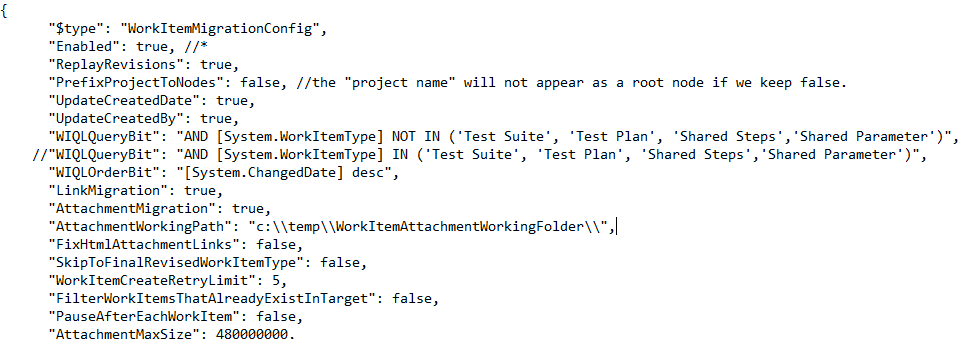 {
"$type": "WorkItemMigrationConfig",
"Enabled": true, //*
"ReplayRevisions": true,
"PrefixProjectToNodes": false, //the "project name" will not appear as a root node if we keep false.
"UpdateCreatedDate": true,
"UpdateCreatedBy": true,
"WIQLQueryBit": "AND [System.WorkItemType] NOT IN ('Test Suite', 'Test Plan', 'Shared Steps','Shared Parameter')",
//"WIQLQueryBit": "AND [System.WorkItemType] IN ('Test Suite', 'Test Plan', 'Shared Steps','Shared Parameter')",
"WIQLOrderBit": "[System.ChangedDate] desc",
"LinkMigration": true,
"AttachmentMigration": true,
"AttachmentWorkingPath": "c:\\temp\\WorkItemAttachmentWorkingFolder\\",
"FixHtmlAttachmentLinks": false,
"SkipToFinalRevisedWorkItemType": false,
"WorkItemCreateRetryLimit": 5,
"FilterWorkItemsThatAlreadyExistInTarget": false,
"PauseAfterEachWorkItem": false,
"AttachmentMaxSize": 480000000.